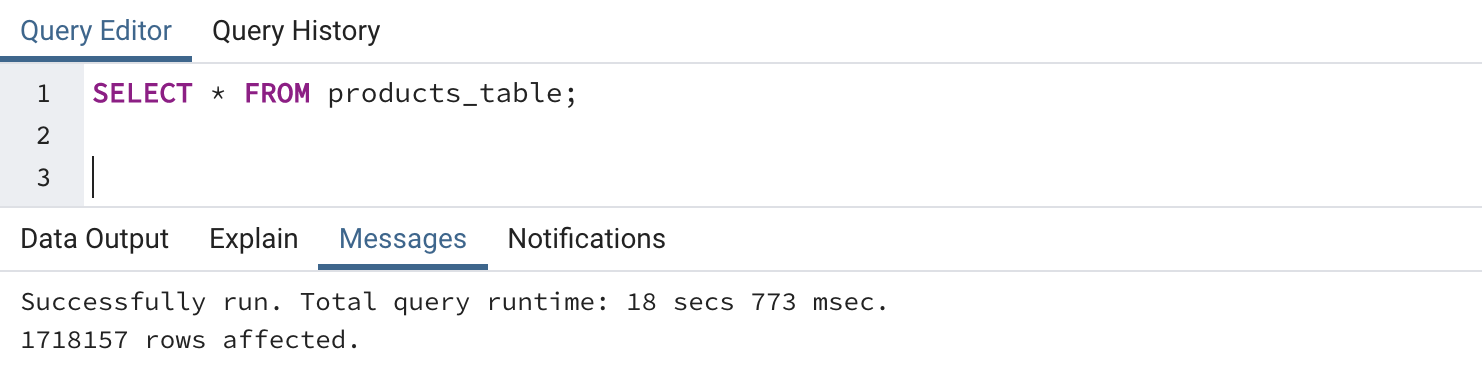 Query Editor Query History
1 SELECT * FROM products_table;
2
3
Data Output Explain Messages Notifications
Successfully run. Total query runtime: 18 secs 773 msec.
1718157 rows affected.